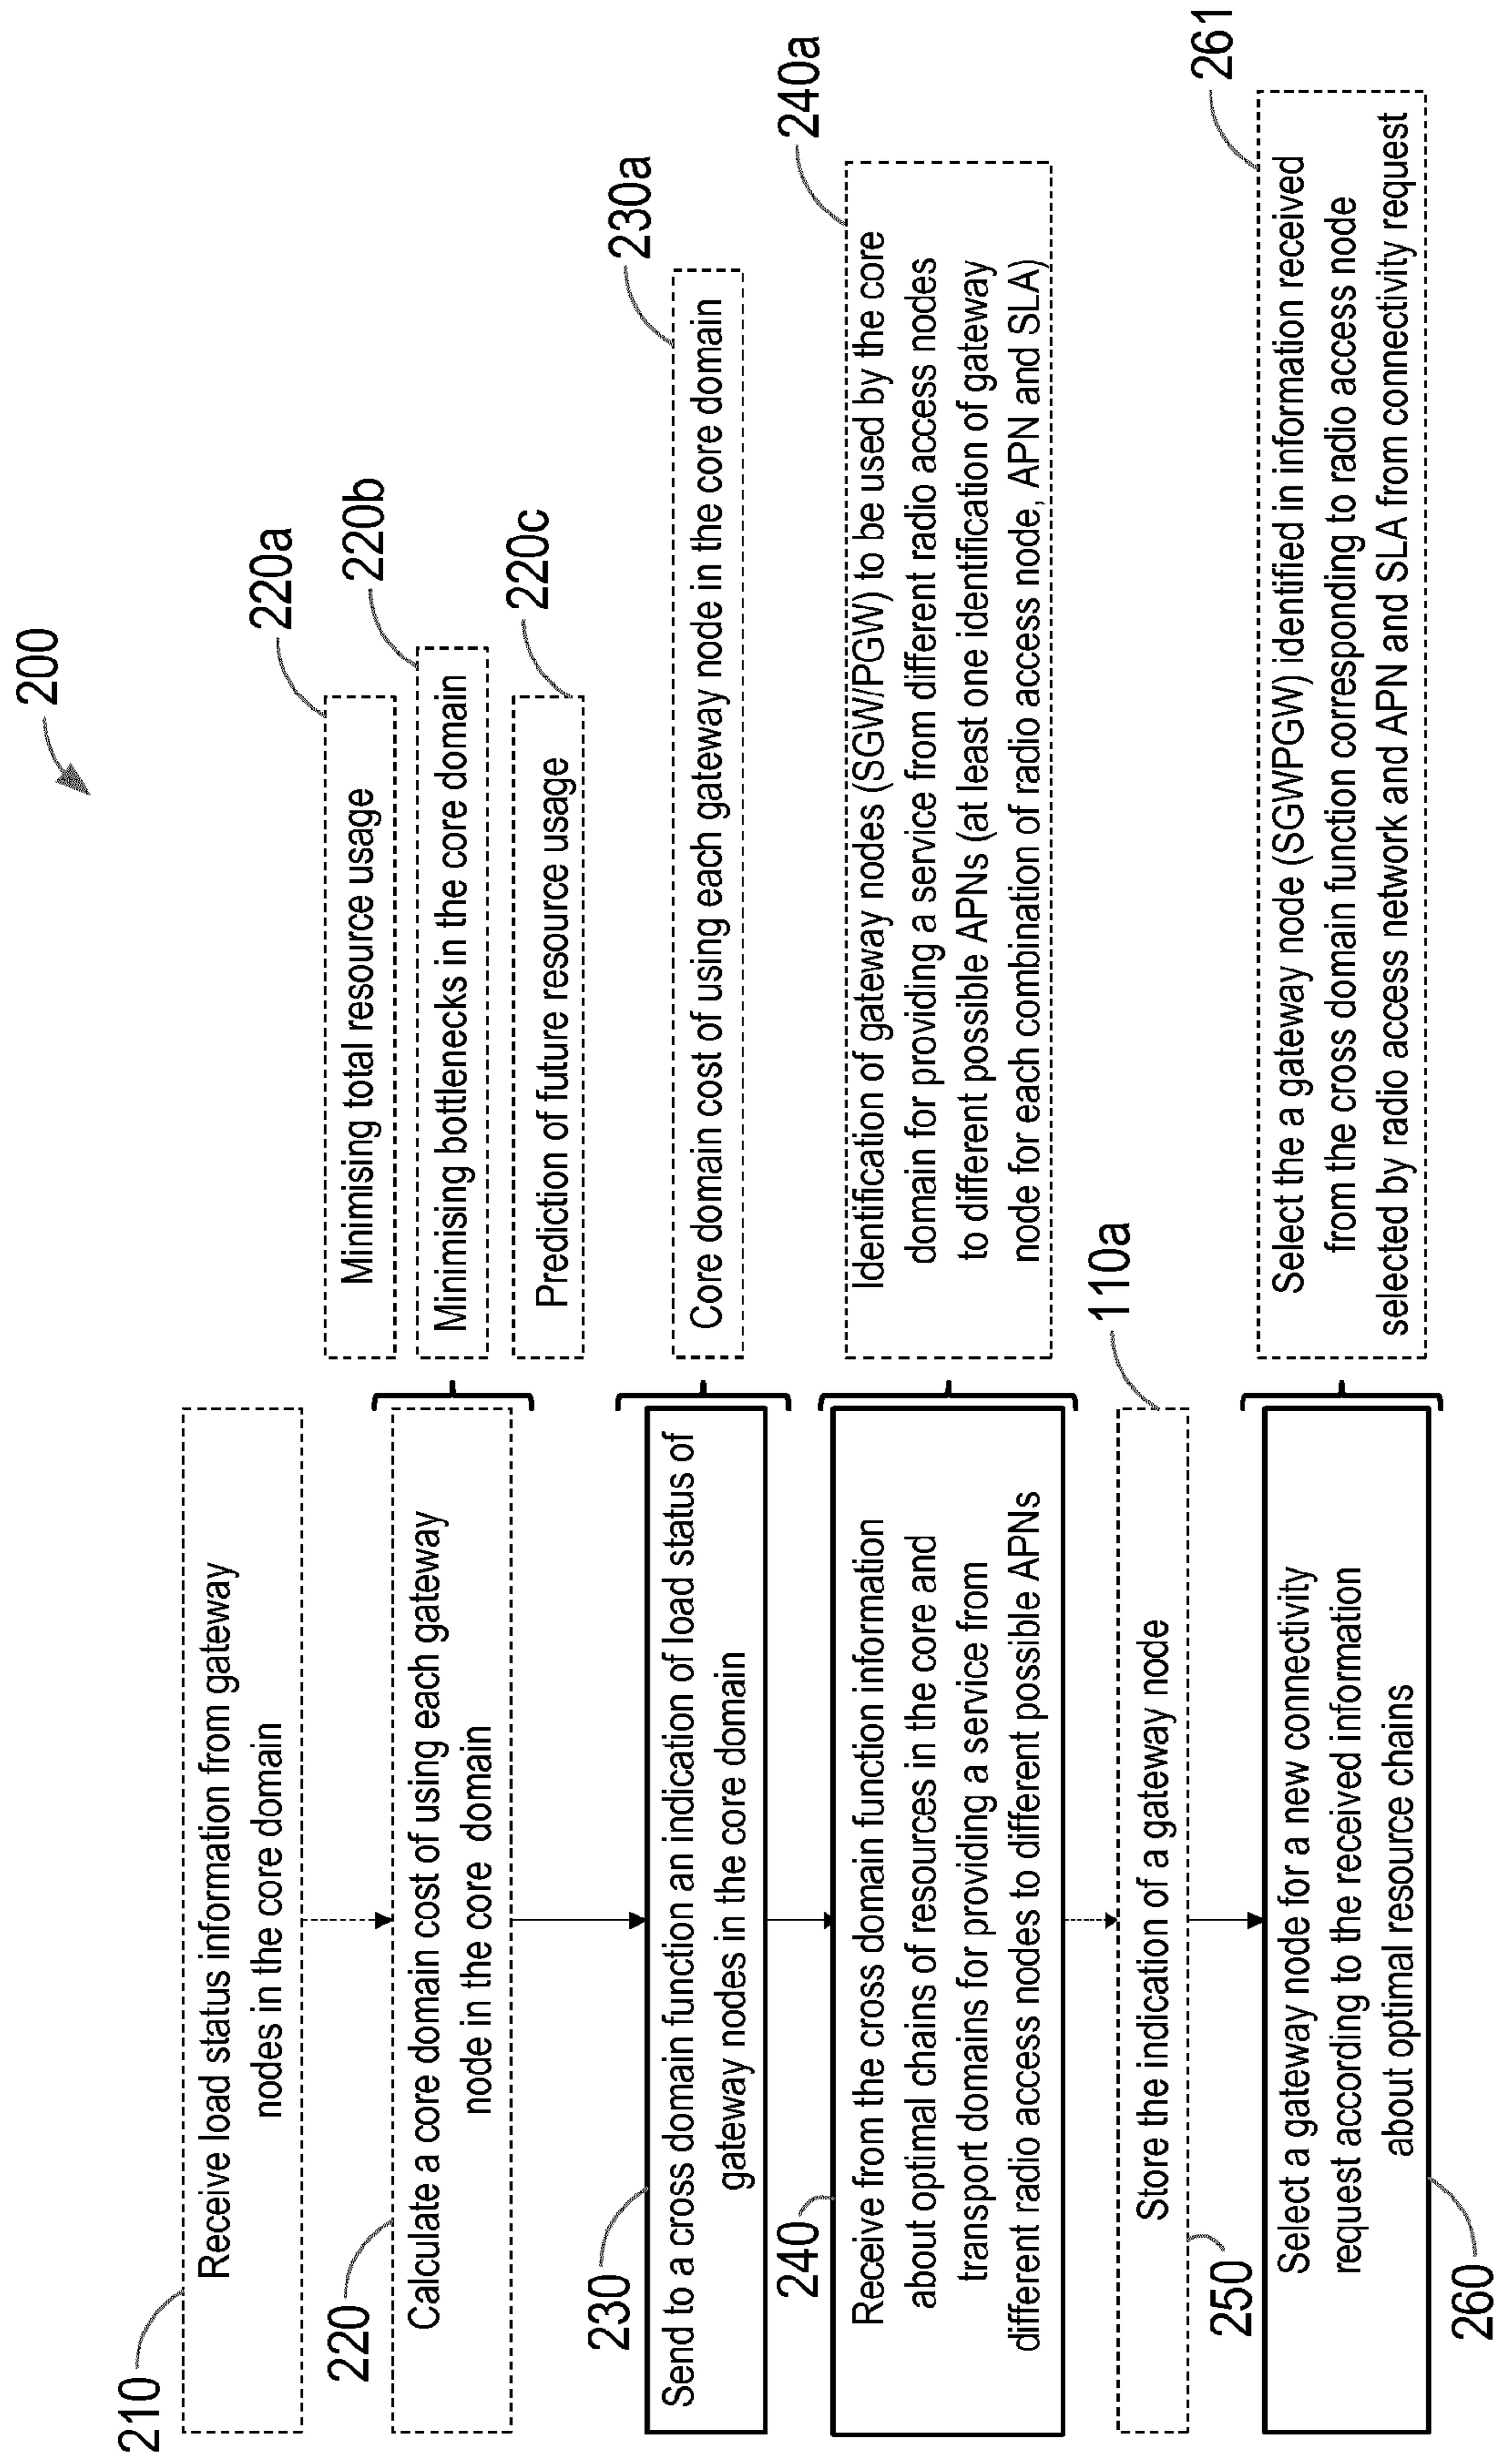 200
210
Receive load status information from gateway
nodes in the core domain
220
Calculate a core domain cost of using each gateway
node in the core domain
220a
Minimising total resource usage
220b
Minimising bottlenecks in the core domain
220c
Prediction of future resource usage
230
Send to a cross domain function an indication of load status of
gateway nodes in the core domain
230a
Core domain cost of using each gateway node in the core domain
240
Receive from the cross domain function information
about optimal chains of resources in the core and
transport domains for providing a service from
different radio access nodes to different possible APNs
240a
Identification of gateway nodes (SGW/PGW) to be used by the core
domain for providing a service from different radio access nodes
to different possible APNs (at least one identification of gateway
node for each combination of radio access node, APN and SLA)
250
Store the indication of a gateway node
110a
260
Select a gateway node for a new connectivity
request according to the received information
about optimal resource chains
261
Select the a gateway node (SGWPGW) identified in information received
from the cross domain function corresponding to radio access node
selected by radio access network and APN and SLA from connectivity request